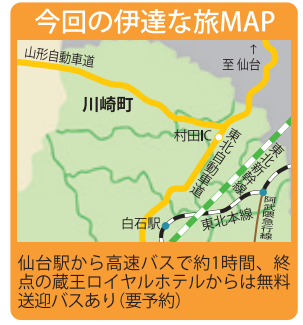 今回の伊達な旅MAP
↑
至 仙台
山形自動車道
川崎町
村田IC
東北自動車道
東北新幹線
阿武隈急行線
白石駅
東北本線
仙台駅から高速バスで約1時間、終
点の蔵王ロイヤルホテルからは無料
送迎バスあり(要予約)